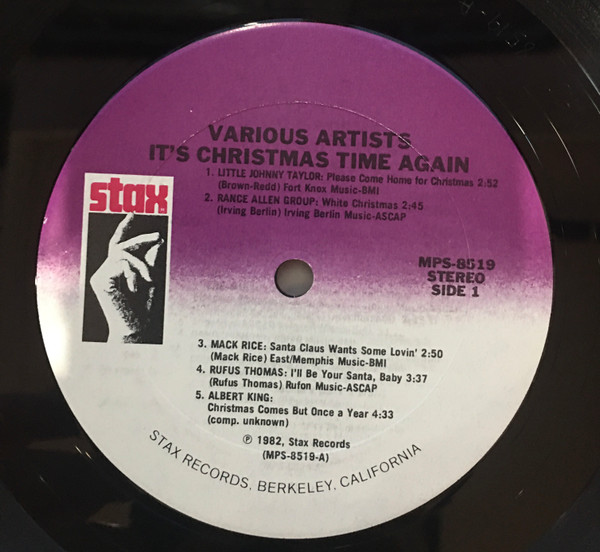 VARIOUS ARTISTS
IT'S CHRISTMAS TIME AGAIN
1. LITTLE JOHNNY TAYLOR: Please Come Home for Christmas 2:52
(Brown-Redd) Fort Knox Music-BMI
2. RANCE ALLEN GROUP: White Christmas 2:45
(Irving Berlin) Irving Berlin Music-ASCAP
stax
MPS-8519
STEREO
SIDE 1
3. MACK RICE: Santa Claus Wants Some Lovin' 2:50
(Mack Rice) East/Memphis Music-BMI
4. RUFUS THOMAS: I'll Be Your Santa, Baby 3:37
(Rufus Thomas) Rufon Music-ASCAP
5. ALBERT KING:
Christmas Comes But Once a Year 4:33
(comp. unknown)
℗ 1982, Stax Records
(MPS-8519-A)
STAX RECORDS, BERKELEY, CALIFORNIA